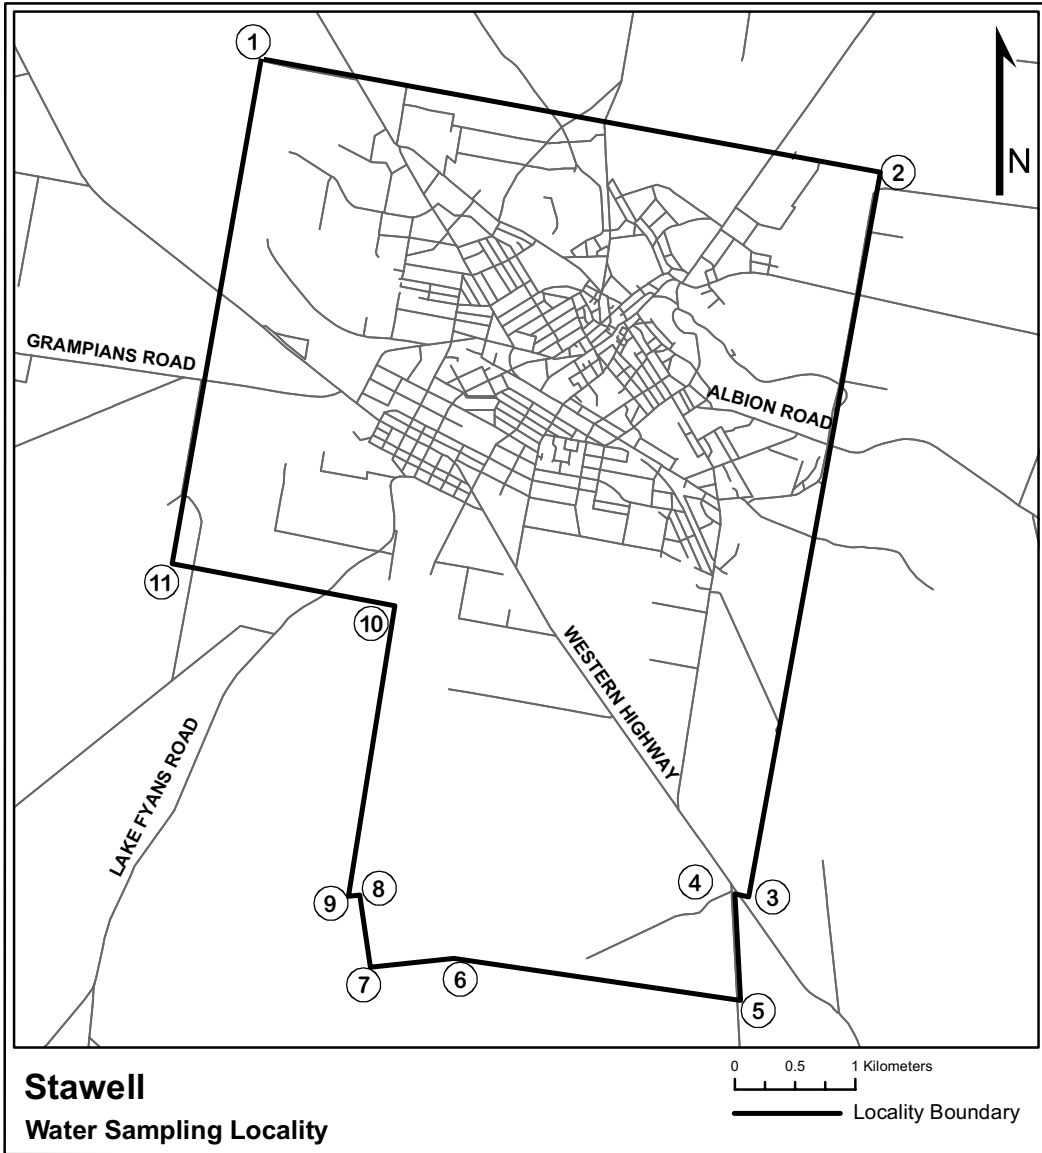 1
2
N
GRAMPIANS ROAD
ALBION ROAD
11
10
WESTERN HIGHWAY
LAKE FYANS ROAD
4
8
9
3
6
7
5
Stawell
Water Sampling Locality
0 0.5 1 Kilometers
Locality Boundary